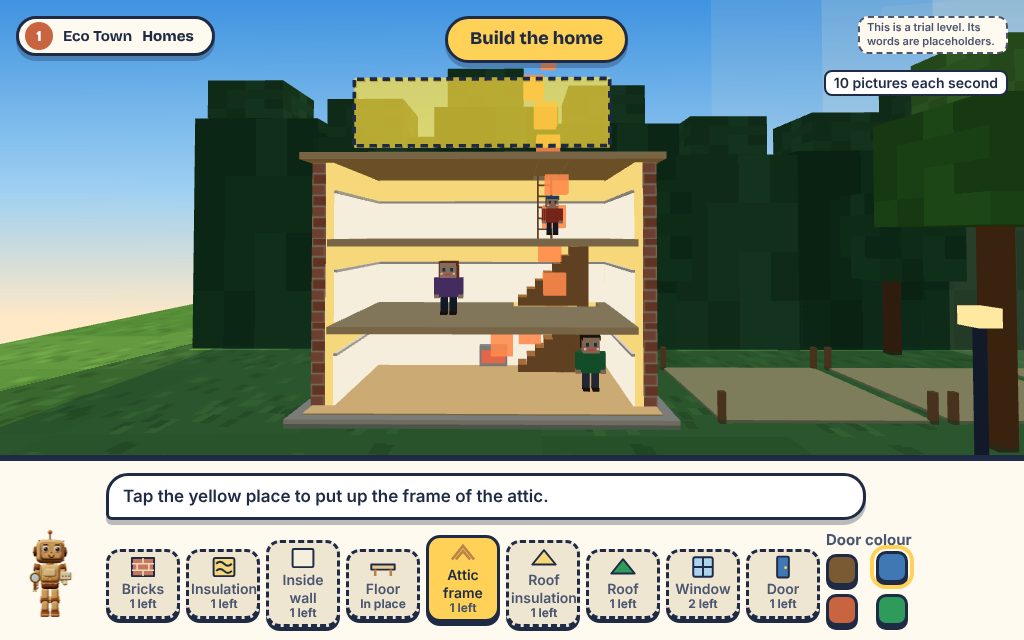 1 Eco Town Homes
Build the home
This is a trial level. Its
words are placeholders.
10 pictures each second
Tap the yellow place to put up the frame of the attic.
Door colour
Bricks
1 left
Insulation
1 left
Inside
wall
1 left
Floor
In place
Attic
frame
1 left
Roof
insulation
1 left
Roof
1 left
Window
2 left
Door
1 left